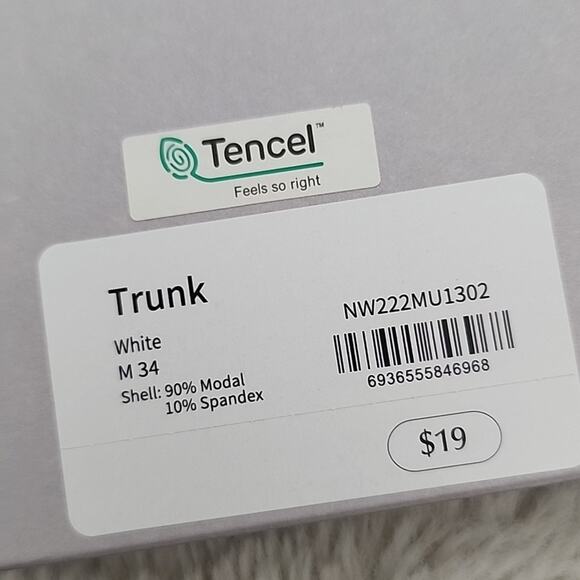 Tencel™
Feels so right
Trunk
White
M 34
Shell: 90% Modal
10% Spandex
NW222MU1302
6936555846968
$19